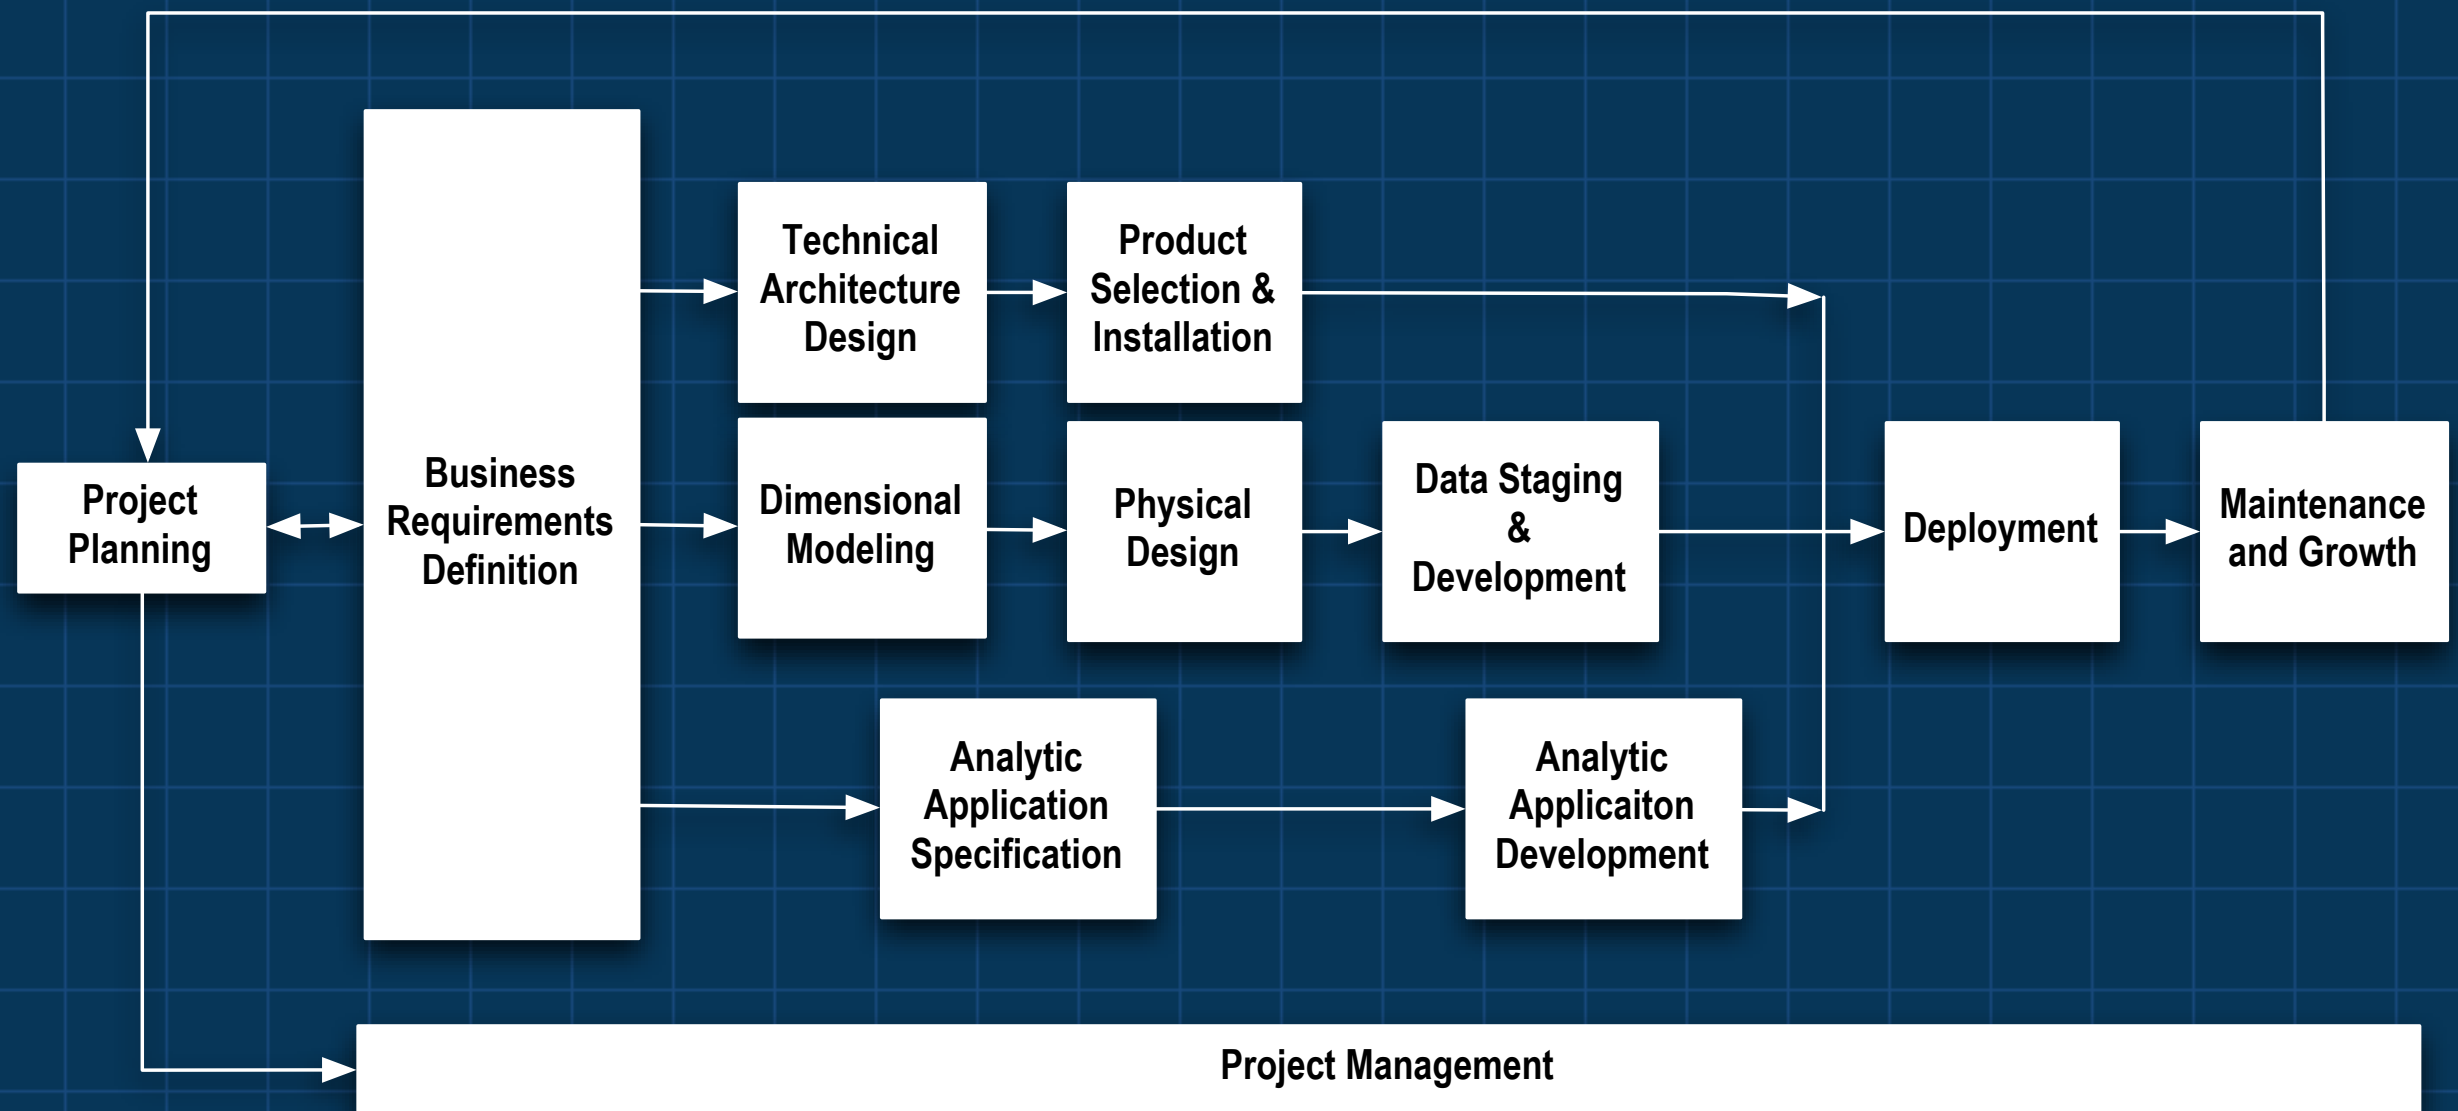 Project
Planning
Business
Requirements
Definition
Technical
Architecture
Design
Product
Selection &
Installation
Dimensional
Modeling
Physical
Design
Data Staging
&
Development
Analytic
Application
Specification
Analytic
Applicaiton
Development
Deployment
Maintenance
and Growth
Project Management